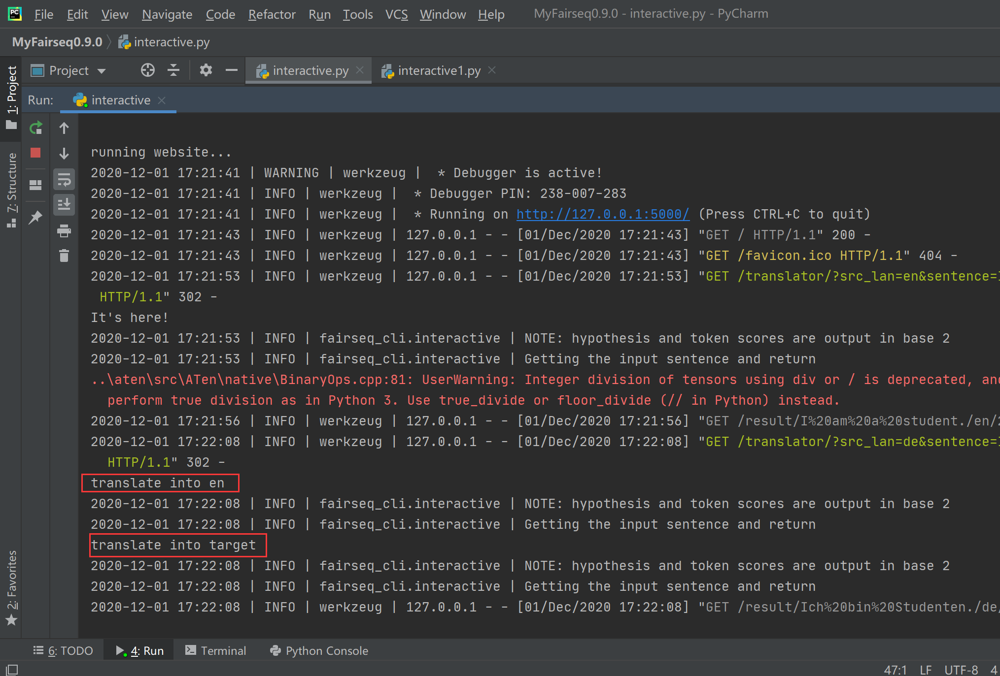 PC
File Edit View Navigate Code Refactor Run Tools VCS Window Help MyFairseq0.9.0 - interactive.py - PyCharm
MyFairseq0.9.0 interactive.py
Project interactive.py interactive1.py
1: Project
7: Structure
2: Favorites
Run: interactive
running website...
2020-12-01 17:21:41 | WARNING | werkzeug |  * Debugger is active!
2020-12-01 17:21:41 | INFO | werkzeug |  * Debugger PIN: 238-007-283
2020-12-01 17:21:41 | INFO | werkzeug |  * Running on http://127.0.0.1:5000/ (Press CTRL+C to quit)
2020-12-01 17:21:43 | INFO | werkzeug | 127.0.0.1 - - [01/Dec/2020 17:21:43] "GET / HTTP/1.1" 200 -
2020-12-01 17:21:43 | INFO | werkzeug | 127.0.0.1 - - [01/Dec/2020 17:21:43] "GET /favicon.ico HTTP/1.1" 404 -
2020-12-01 17:21:53 | INFO | werkzeug | 127.0.0.1 - - [01/Dec/2020 17:21:53] "GET /translator/?src_lan=en&sentence=
HTTP/1.1" 302 -
It's here!
2020-12-01 17:21:53 | INFO | fairseq_cli.interactive | NOTE: hypothesis and token scores are output in base 2
2020-12-01 17:21:53 | INFO | fairseq_cli.interactive | Getting the input sentence and return
..\aten\src\ATen\native\BinaryOps.cpp:81: UserWarning: Integer division of tensors using div or / is deprecated, and
perform true division as in Python 3. Use true_divide or floor_divide (// in Python) instead.
2020-12-01 17:21:56 | INFO | werkzeug | 127.0.0.1 - - [01/Dec/2020 17:21:56] "GET /result/I%20am%20a%20student./en/
2020-12-01 17:22:08 | INFO | werkzeug | 127.0.0.1 - - [01/Dec/2020 17:22:08] "GET /translator/?src_lan=de&sentence=
HTTP/1.1" 302 -
translate into en
2020-12-01 17:22:08 | INFO | fairseq_cli.interactive | NOTE: hypothesis and token scores are output in base 2
2020-12-01 17:22:08 | INFO | fairseq_cli.interactive | Getting the input sentence and return
translate into target
2020-12-01 17:22:08 | INFO | fairseq_cli.interactive | NOTE: hypothesis and token scores are output in base 2
2020-12-01 17:22:08 | INFO | fairseq_cli.interactive | Getting the input sentence and return
2020-12-01 17:22:08 | INFO | werkzeug | 127.0.0.1 - - [01/Dec/2020 17:22:08] "GET /result/Ich%20bin%20Studenten./de/
6: TODO 4: Run Terminal Python Console
47:1 LF UTF-8 4